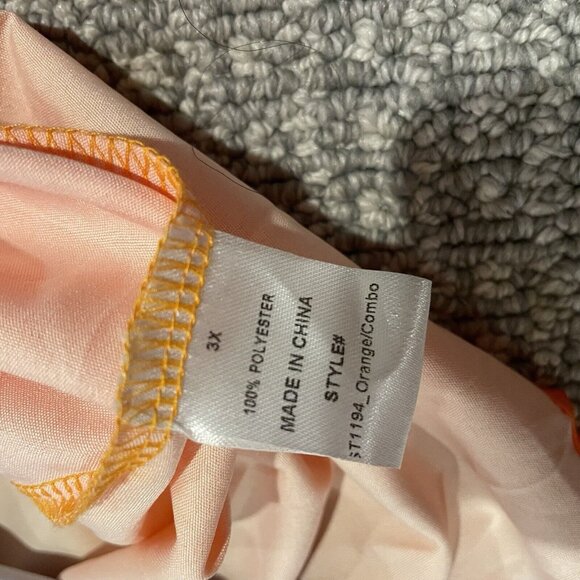 3X
100% POLYESTER
MADE IN CHINA
STYLE#
ST1194_Orange/Combo